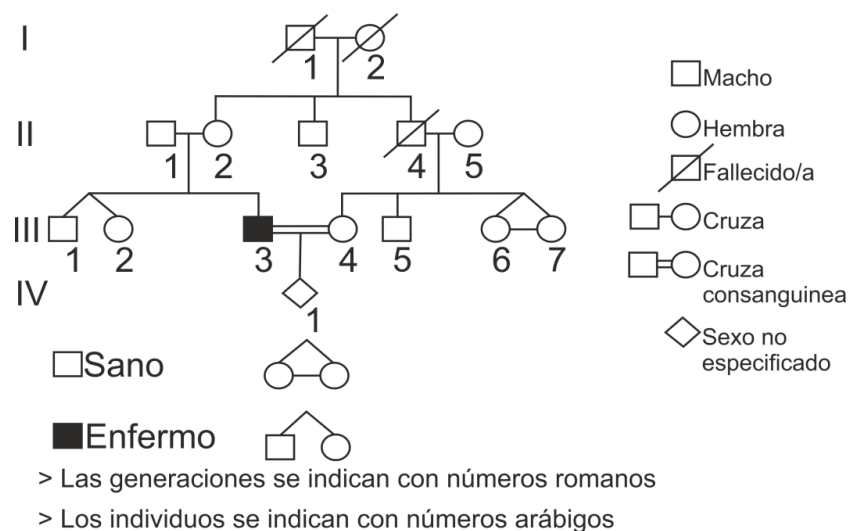 I
1 2
II
1 2 3 4 5
III
1 2 3 4 5 6 7
IV
1
Macho
Hembra
Fallecido/a
Cruza
Cruza
consanguinea
Sexo no
especificado
Sano
Enfermo
> Las generaciones se indican con números romanos
> Los individuos se indican con números arábigos